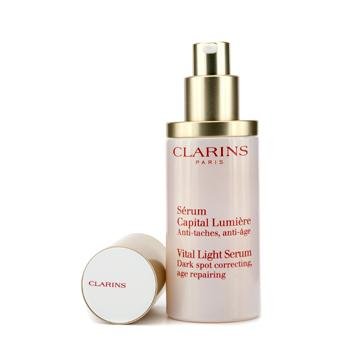 CLARINS
PARIS
Sérum
Capital Lumière
Anti-taches, anti-âge
Vital Light Serum
Dark spot correcting,
age repairing
CLARINS